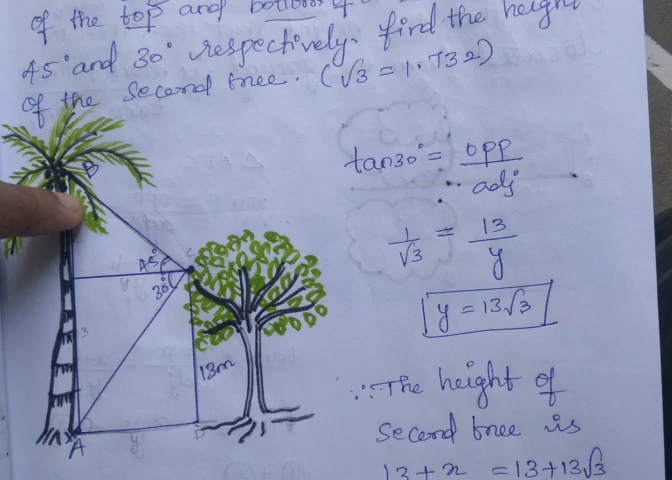 of the top and bottom of
45° and 30° respectively. find the height
of the second tree. (√3 = 1.732)
tan30° = opp
adj
1 = 13
√3 y
y = 13√3
∴ The height of
second tree is
13 + x = 13 + 13√3
B
45°
C
30°
y
13m
A
y
D